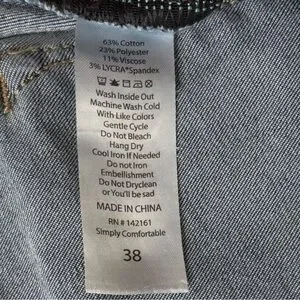 63% Cotton
23% Polyester
11% Viscose
3% LYCRA® Spandex
Wash Inside Out
Machine Wash Cold
With Like Colors
Gentle Cycle
Do Not Bleach
Hang Dry
Cool Iron If Needed
Do not Iron
Embellishment
Do Not Dryclean
or You'll be sad
MADE IN CHINA
RN # 142161
Simply Comfortable
38